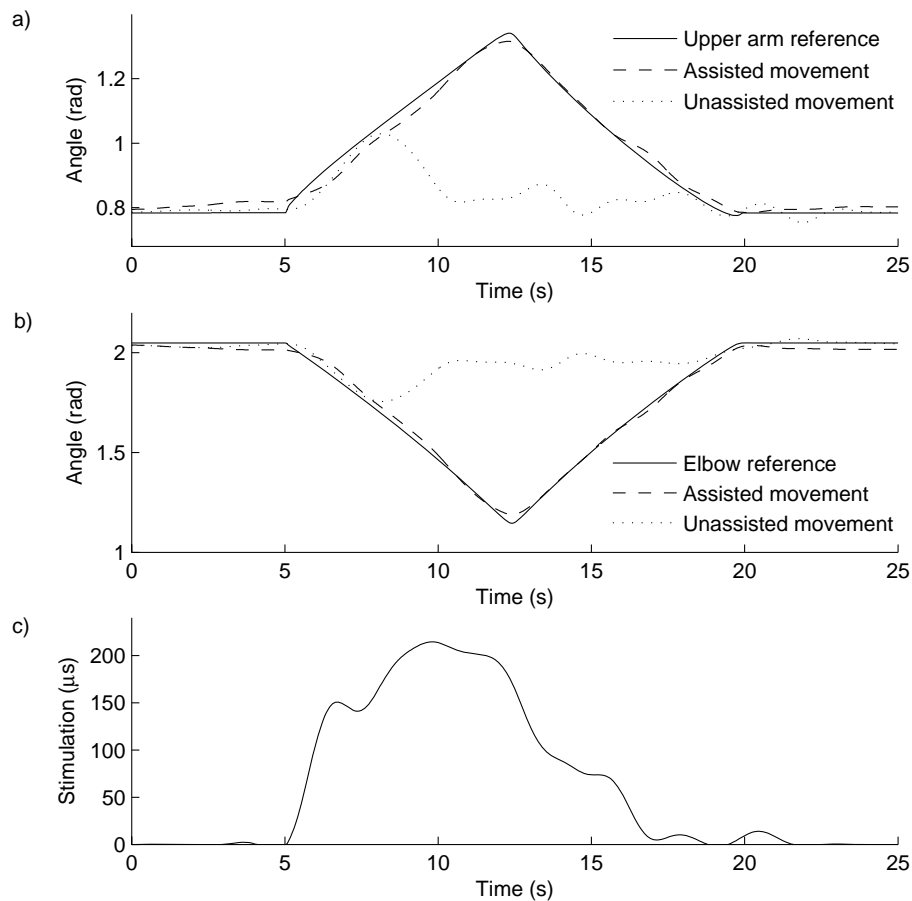 a)
1.2
1
0.8
Angle (rad)
Upper arm reference
Assisted movement
Unassisted movement
0 5 10 15 20 25
Time (s)
b)
2
1.5
1
Angle (rad)
Elbow reference
Assisted movement
Unassisted movement
0 5 10 15 20 25
Time (s)
c)
200
150
100
50
0
Stimulation (μs)
0 5 10 15 20 25
Time (s)